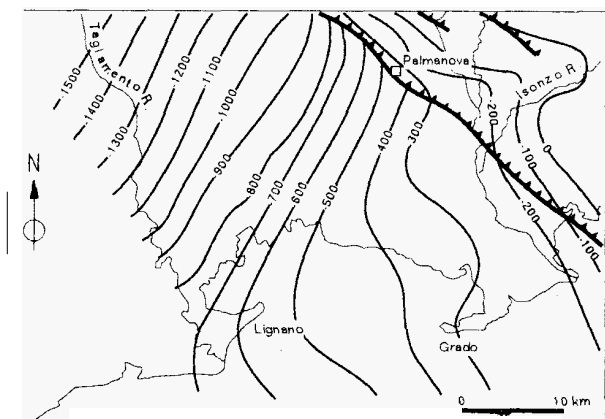 Tagliamento R.
-1500
-1400
-1300
-1200
-1100
-1000
-900
-800
-700
-600
-500
-400
-300
-200
-100
0
-200
-100
Palmanova
Isonzo R.
N
Lignano
Grado
0 10 km